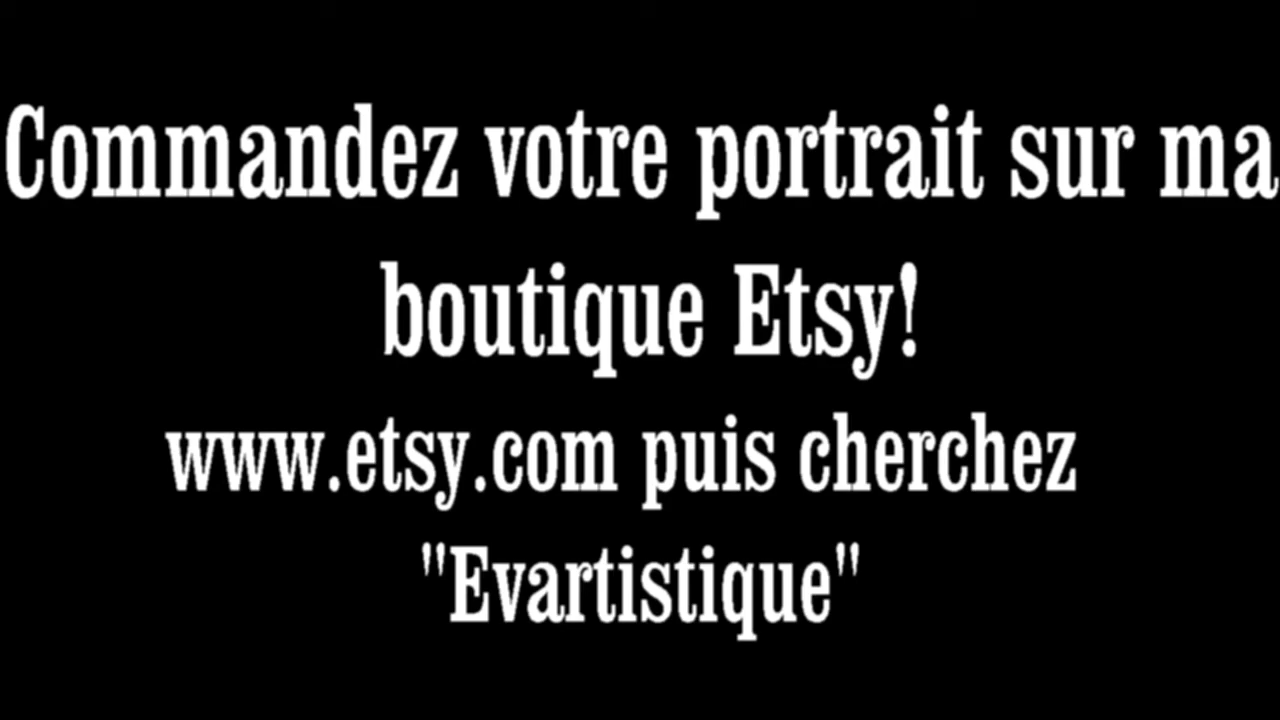 Commandez votre portrait sur ma
boutique Etsy!
www.etsy.com puis cherchez
"Evartistique"